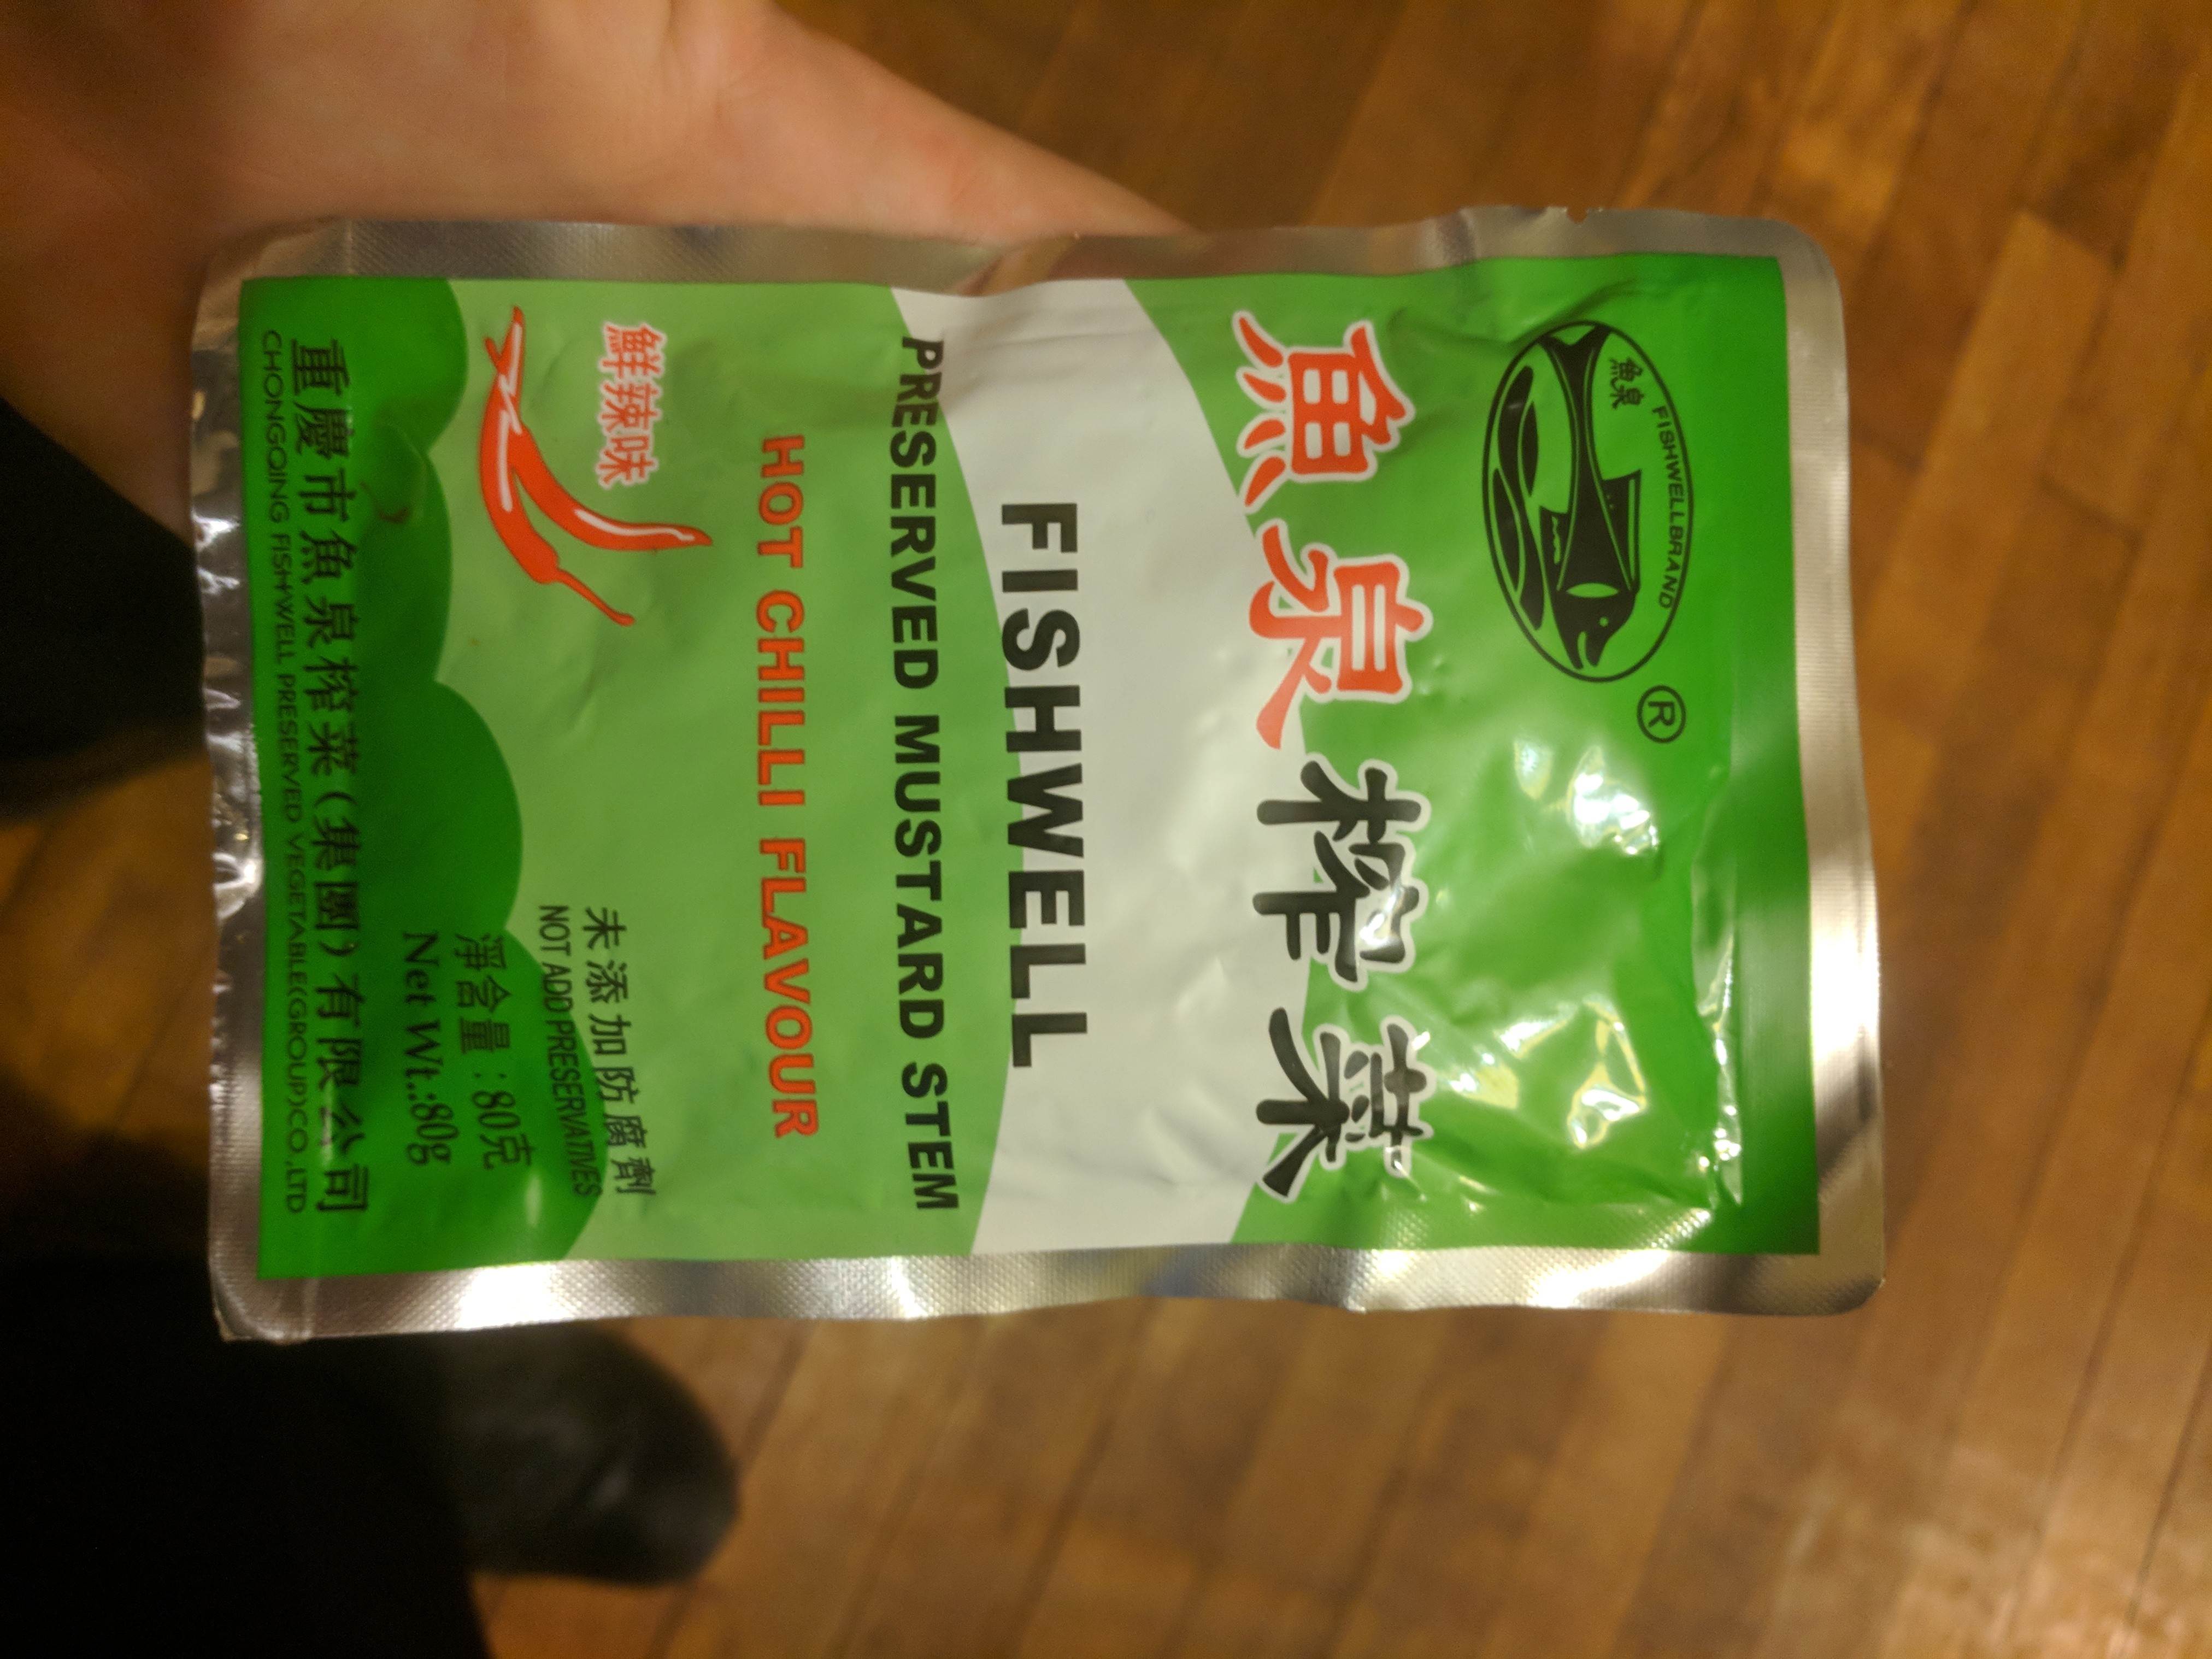 FISHWELLBRAND
®
魚泉
魚泉榨菜
FISHWELL
PRESERVED MUSTARD STEM
HOT CHILLI FLAVOUR
鮮辣味
未添加防腐劑
NOT ADD PRESERVATIVES
淨含量:80克
Net Wt.:80g
重慶市魚泉榨菜(集團)有限公司
CHONGQING FISHWELL PRESERVED VEGETABLE(GROUP)CO.,LTD